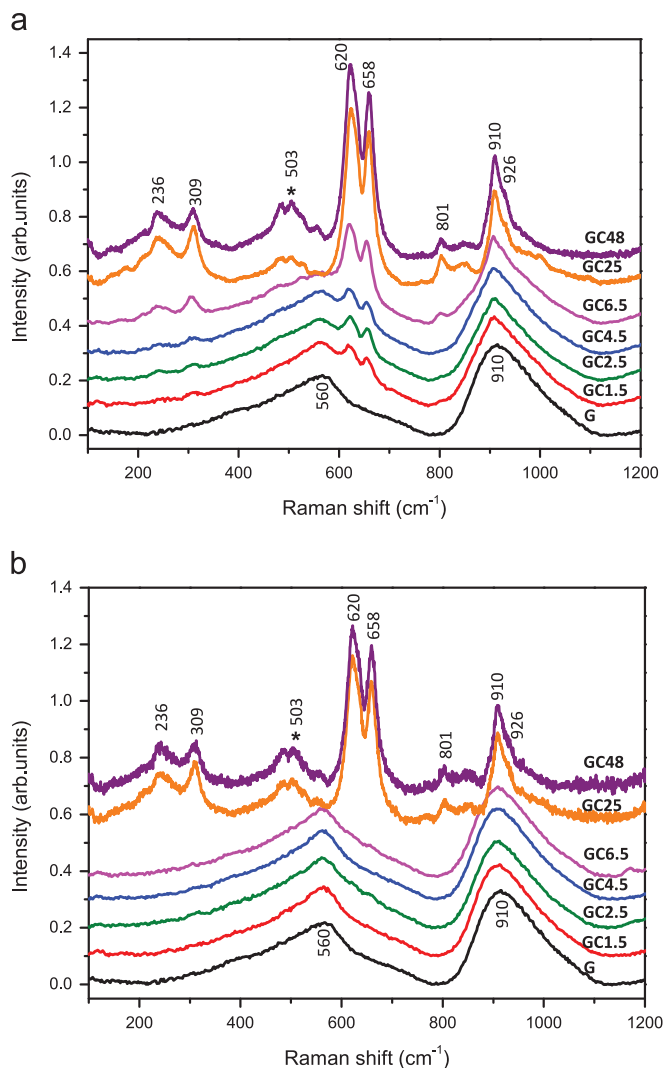 a
1.4
1.2
1.0
0.8
0.6
0.4
0.2
0.0
Intensity (arb.units)
236
309
503
*
620
658
801
910
926
GC48
GC25
GC6.5
GC4.5
GC2.5
GC1.5
G
560
910
200 400 600 800 1000 1200
Raman shift (cm⁻¹)
b
1.4
1.2
1.0
0.8
0.6
0.4
0.2
0.0
Intensity (arb.units)
236
309
503
*
620
658
801
910
926
GC48
GC25
GC6.5
GC4.5
GC2.5
GC1.5
G
560
910
200 400 600 800 1000 1200
Raman shift (cm⁻¹)